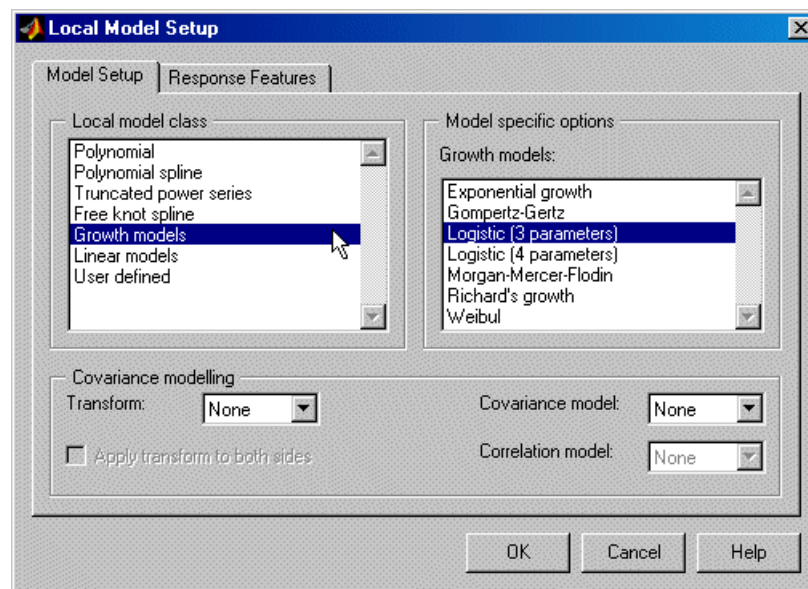 Local Model Setup
Model Setup
Response Features
Local model class
Polynomial
Polynomial spline
Truncated power series
Free knot spline
Growth models
Linear models
User defined
Model specific options
Growth models:
Exponential growth
Gompertz-Gertz
Logistic (3 parameters)
Logistic (4 parameters)
Morgan-Mercer-Flodin
Richard's growth
Weibul
Covariance modelling
Transform: None
Apply transform to both sides
Covariance model: None
Correlation model: None
OK
Cancel
Help